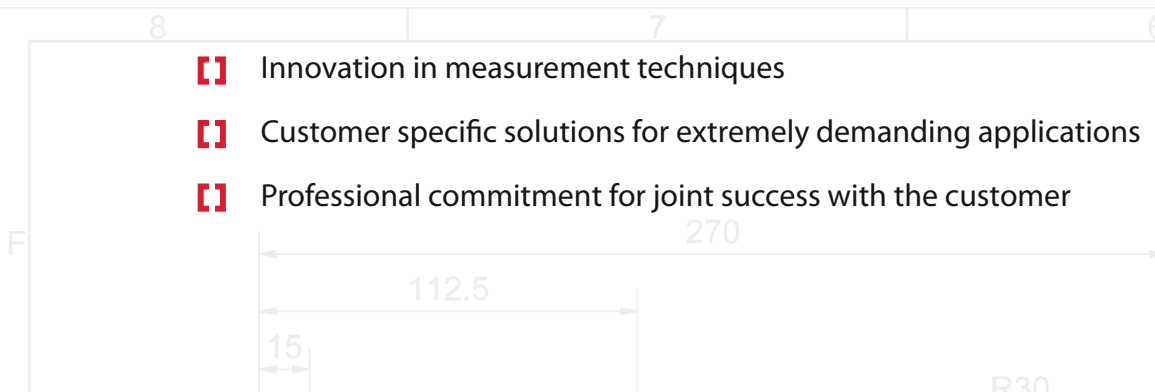 8 7 6
Innovation in measurement techniques
Customer specific solutions for extremely demanding applications
Professional commitment for joint success with the customer
F
270
112.5
15
R30